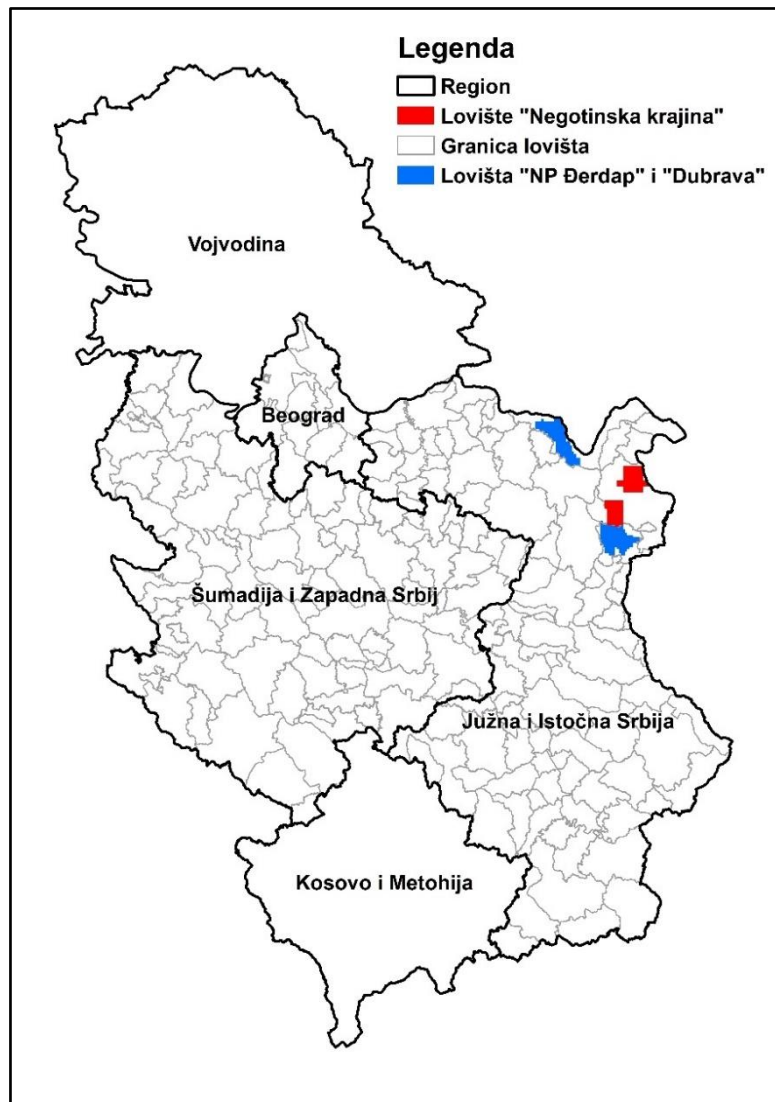 Legenda
Region
Lovište "Negotinska krajina"
Granica lovišta
Lovišta "NP Đerdap" i "Dubrava"
Vojvodina
Beograd
Šumadija i Zapadna Srbij
Južna i Istočna Srbija
Kosovo i Metohija